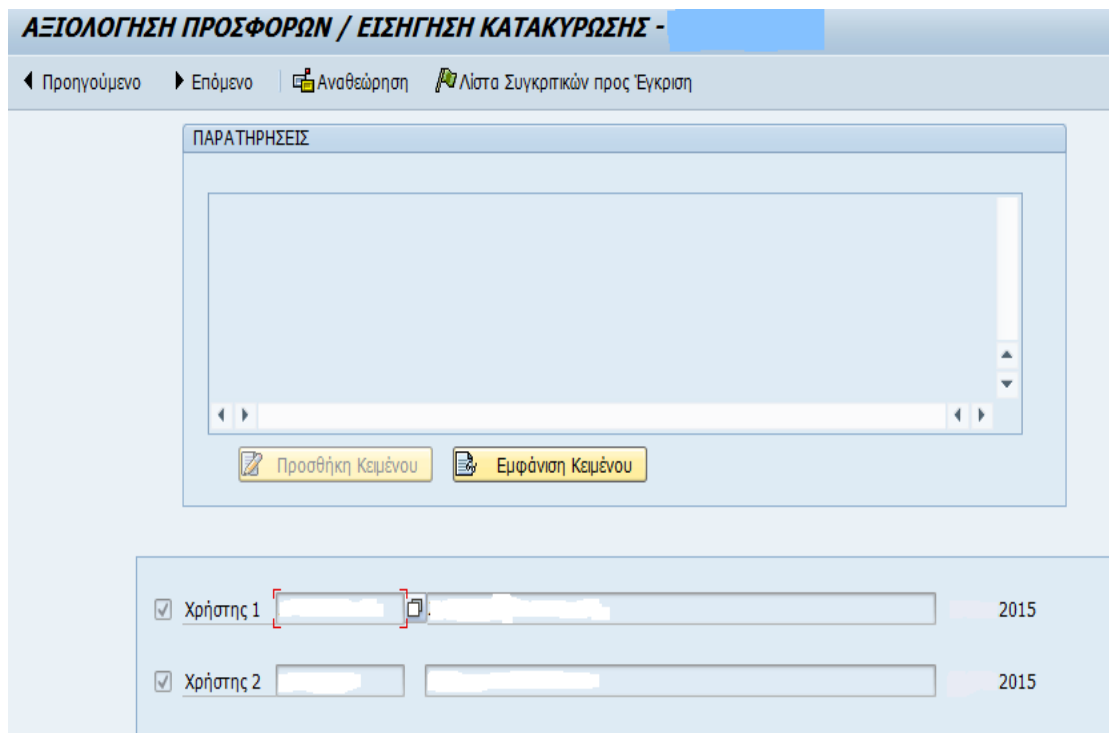 ΑΞΙΟΛΟΓΗΣΗ ΠΡΟΣΦΟΡΩΝ / ΕΙΣΗΓΗΣΗ ΚΑΤΑΚΥΡΩΣΗΣ -
Προηγούμενο Επόμενο Αναθεώρηση Λίστα Συγκριτικών προς Έγκριση
ΠΑΡΑΤΗΡΗΣΕΙΣ
Προσθήκη Κειμένου Εμφάνιση Κειμένου
Χρήστης 1 . 2015
Χρήστης 2 2015